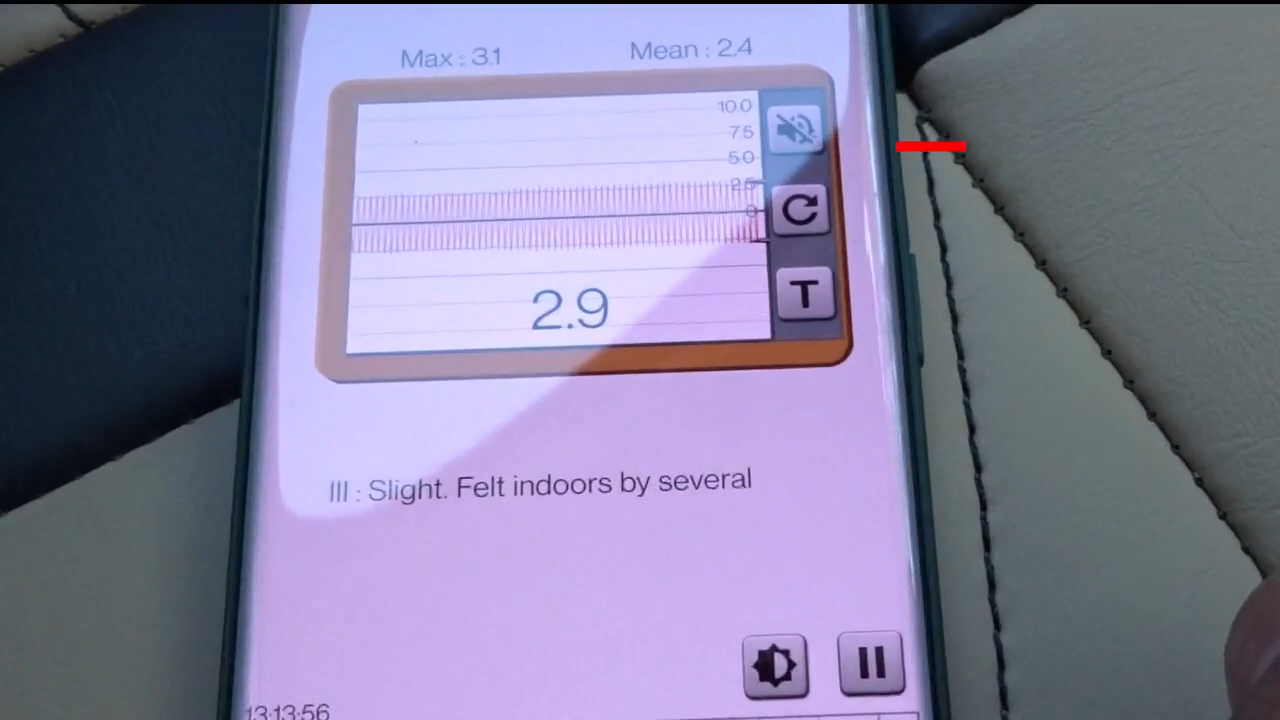 Max : 3.1
Mean : 2.4
10.0
7.5
5.0
2.5
0
T
2.9
III : Slight. Felt indoors by several
13:13:56